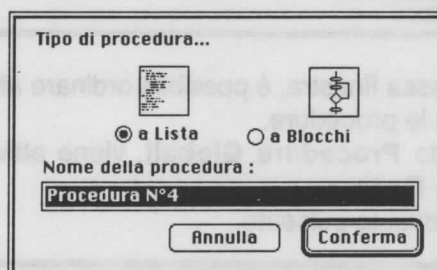 Tipo di procedura...
a Lista
a Blocchi
Nome della procedura :
Procedura N°4
Annulla
Conferma